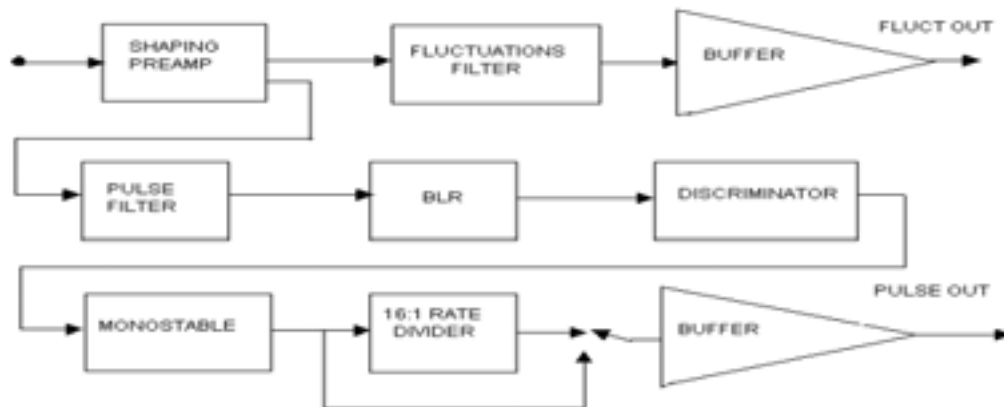 SHAPING
PREAMP
FLUCTUATIONS
FILTER
BUFFER
FLUCT OUT
PULSE
FILTER
BLR
DISCRIMINATOR
MONOSTABLE
16:1 RATE
DIVIDER
BUFFER
PULSE OUT